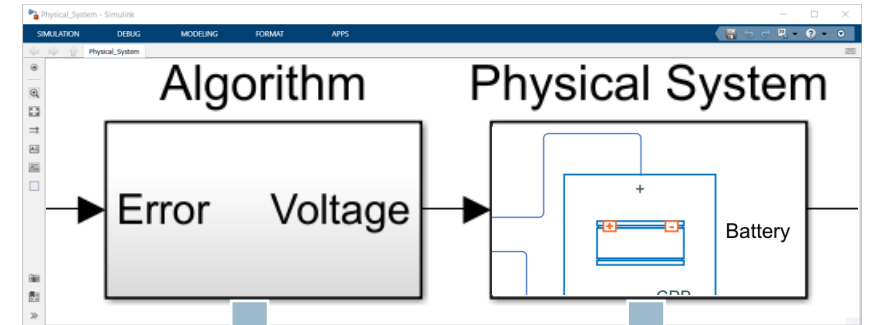 Physical_System - Simulink
SIMULATION DEBUG MODELING FORMAT APPS
Physical_System
Algorithm Physical System
Error Voltage
+
+ -
Battery